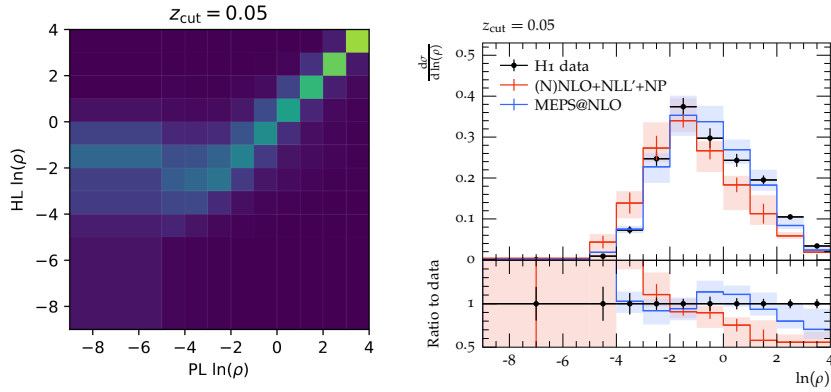 z_cut = 0.05
HL ln(ρ)
4
2
0
−2
−4
−6
−8
−8 −6 −4 −2 0 2 4
PL ln(ρ)
z_cut = 0.05
dσ
d ln(ρ)
H1 data
(N)NLO+NLL′+NP
MEPS@NLO
0.5
0.4
0.3
0.2
0.1
0
Ratio to data
1
0.5
-8 -6 -4 -2 0 2 4
ln(ρ)